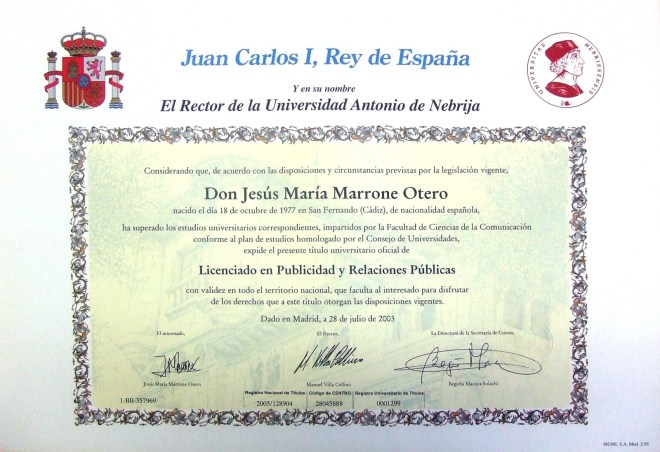 Juan Carlos I, Rey de España
Y en su nombre
El Rector de la Universidad Antonio de Nebrija
UNIVERSITAS NEBRISSENSIS
Considerando que, de acuerdo con las disposiciones y circunstancias previstas por la legislación vigente,
Don Jesús María Marrone Otero
nacido el día 18 de octubre de 1977 en San Fernando (Cádiz), de nacionalidad española,
ha superado los estudios universitarios correspondientes, impartidos por la Facultad de Ciencias de la Comunicación
conforme al plan de estudios homologado por el Consejo de Universidades,
expide el presente título universitario oficial de
Licenciado en Publicidad y Relaciones Públicas
con validez en todo el territorio nacional, que faculta al interesado para disfrutar
de los derechos que a este título otorgan las disposiciones vigentes.
Dado en Madrid, a 28 de julio de 2003
El interesado, El Rector, La Directora de la Secretaría de Cursos,
Jesús María Marrone Otero Manuel Villa Cellino Begoña
1-BB-357969
Registro Nacional de Títulos Código de CENTRO Registro Universitario de Títulos
2005/128904 28045888 0001299